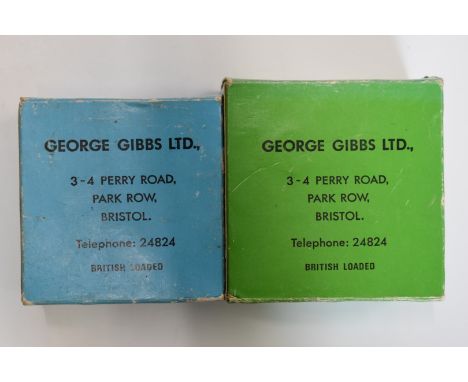 GEORGE GIBBS LTD.,
3-4 PERRY ROAD,
PARK ROW,
BRISTOL.
Telephone: 24824
BRITISH LOADED
GEORGE GIBBS LTD.,
3-4 PERRY ROAD,
PARK ROW,
BRISTOL.
Telephone: 24824
BRITISH LOADED